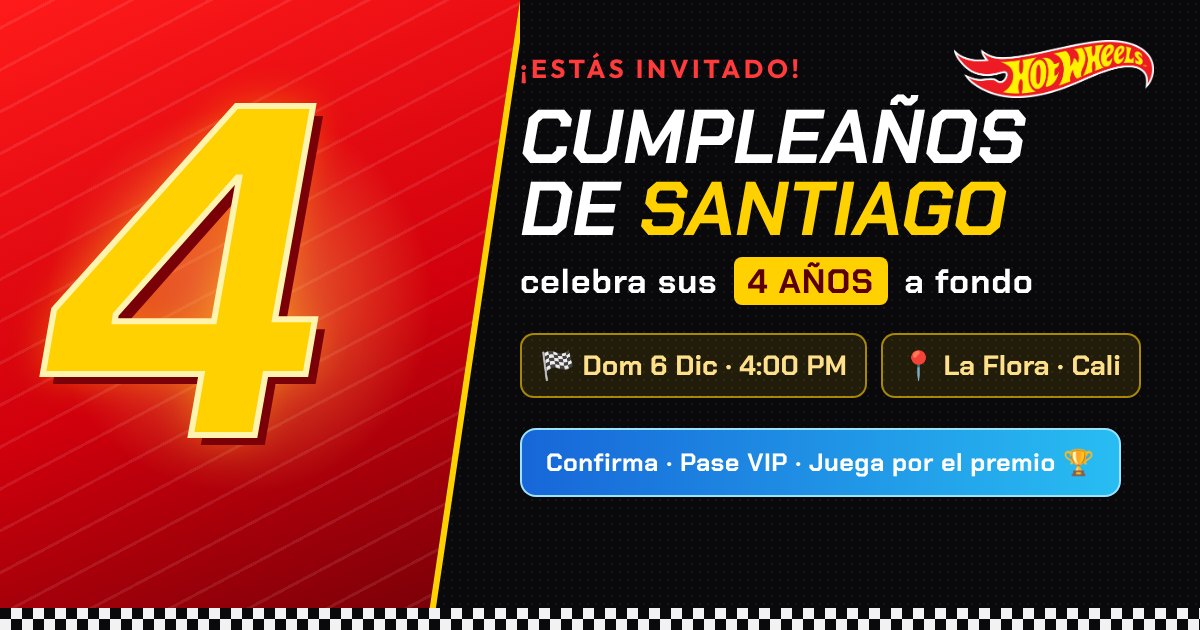 4
¡ESTÁS INVITADO!
HOT WHEELS
CUMPLEAÑOS
DE SANTIAGO
celebra sus 4 AÑOS a fondo
🏁 Dom 6 Dic · 4:00 PM
📍 La Flora · Cali
Confirma · Pase VIP · Juega por el premio 🏆